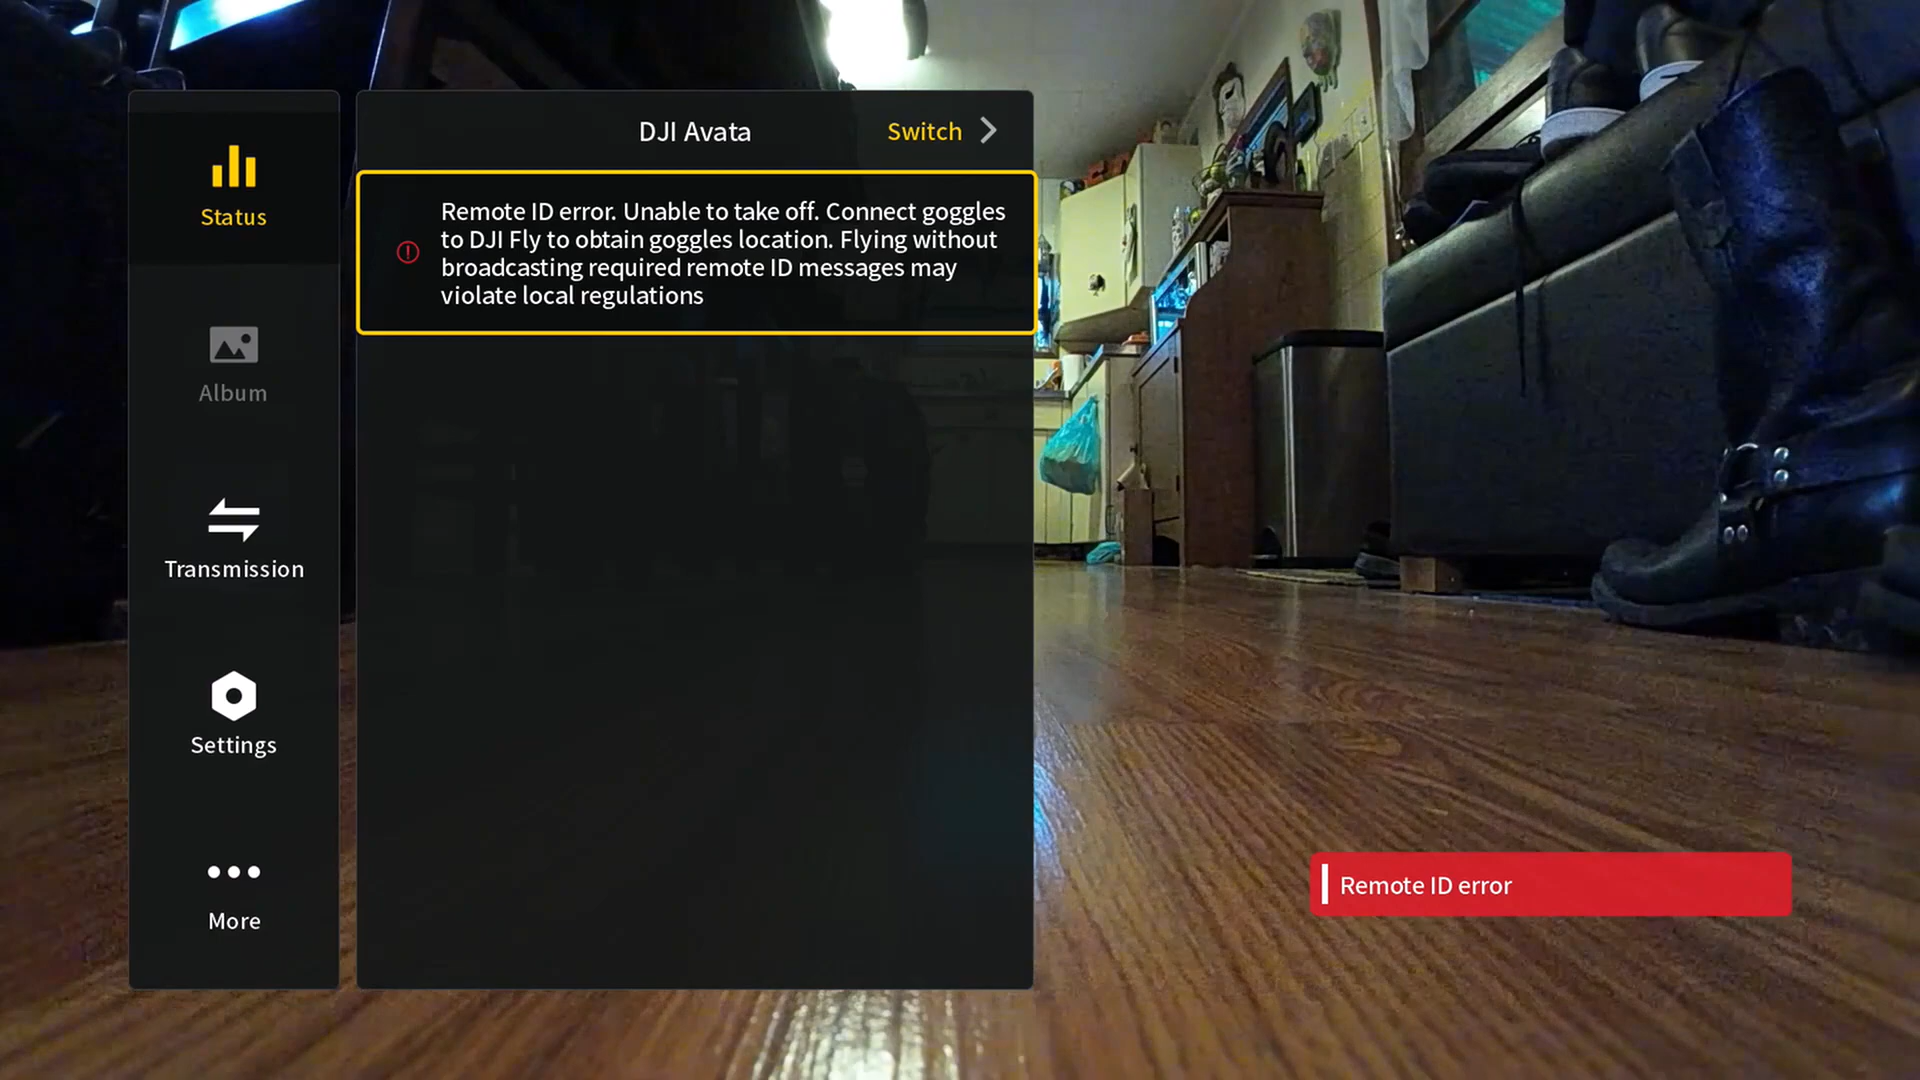 DJI Avata
Switch
Remote ID error. Unable to take off. Connect goggles
to DJI Fly to obtain goggles location. Flying without
broadcasting required remote ID messages may
violate local regulations
Status
Album
Transmission
Settings
More
Remote ID error